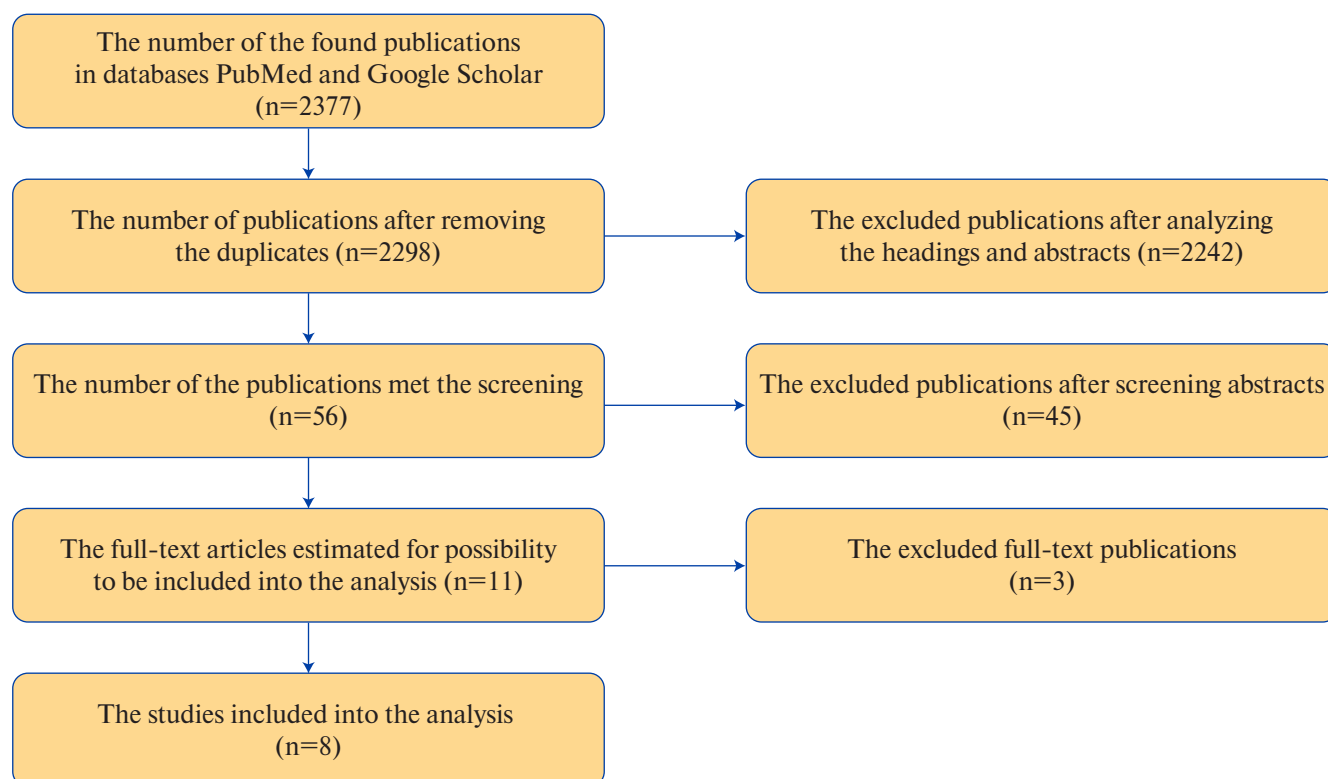 The number of the found publications
in databases PubMed and Google Scholar
(n=2377)
The number of publications after removing
the duplicates (n=2298)
The excluded publications after analyzing
the headings and abstracts (n=2242)
The number of the publications met the screening
(n=56)
The excluded publications after screening abstracts
(n=45)
The full-text articles estimated for possibility
to be included into the analysis (n=11)
The excluded full-text publications
(n=3)
The studies included into the analysis
(n=8)